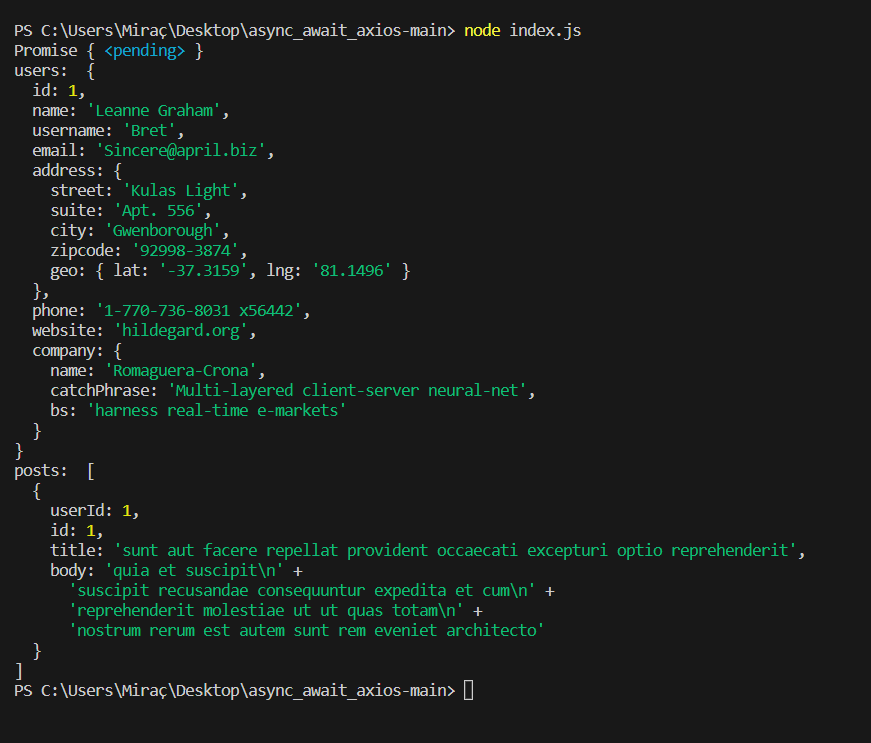 PS C:\Users\Miraç\Desktop\async_await_axios-main> node index.js
Promise { <pending> }
users:  {
  id: 1,
  name: 'Leanne Graham',
  username: 'Bret',
  email: 'Sincere@april.biz',
  address: {
    street: 'Kulas Light',
    suite: 'Apt. 556',
    city: 'Gwenborough',
    zipcode: '92998-3874',
    geo: { lat: '-37.3159', lng: '81.1496' }
  },
  phone: '1-770-736-8031 x56442',
  website: 'hildegard.org',
  company: {
    name: 'Romaguera-Crona',
    catchPhrase: 'Multi-layered client-server neural-net',
    bs: 'harness real-time e-markets'
  }
}
posts:  [
  {
    userId: 1,
    id: 1,
    title: 'sunt aut facere repellat provident occaecati excepturi optio reprehenderit',
    body: 'quia et suscipit\n' +
      'suscipit recusandae consequuntur expedita et cum\n' +
      'reprehenderit molestiae ut ut quas totam\n' +
      'nostrum rerum est autem sunt rem eveniet architecto'
  }
]
PS C:\Users\Miraç\Desktop\async_await_axios-main>